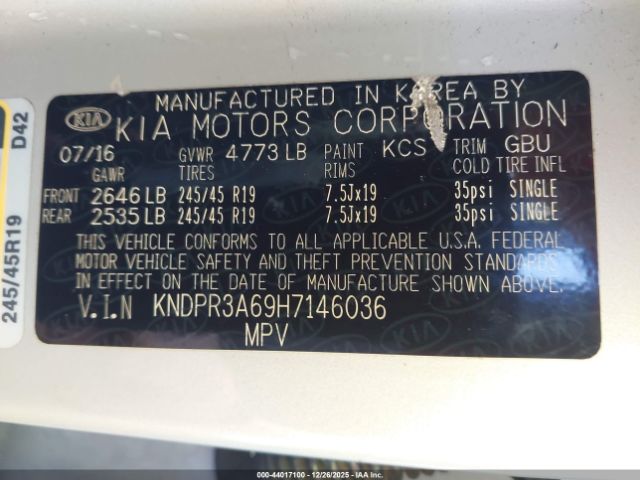 MANUFACTURED IN KOREA BY
KIA KIA MOTORS CORPORATION
07/16 GVWR 4773 LB PAINT KCS TRIM GBU
GAWR TIRES RIMS COLD TIRE INFL
FRONT 2646 LB 245/45 R19 7.5Jx19 35psi SINGLE
REAR 2535 LB 245/45 R19 7.5Jx19 35psi SINGLE
THIS VEHICLE CONFORMS TO ALL APPLICABLE U.S.A. FEDERAL
MOTOR VEHICLE SAFETY AND THEFT PREVENTION STANDARDS
IN EFFECT ON THE DATE OF MANUFACTURE SHOWN ABOVE.
V.I.N KNDPR3A69H7146036
MPV
D42
245/45R19
IAA - 44017100 - 12/26/2025 - IAAI.com